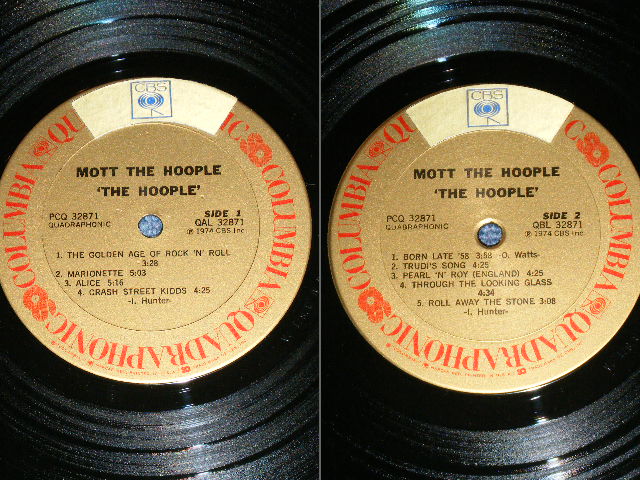 CBS
COLUMBIA QUADRAPHONIC COLUMBIA QUADRAPHONIC
MOTT THE HOOPLE
'THE HOOPLE'
PCQ 32871
QUADRAPHONIC
SIDE 1
QAL 32871
℗ 1974 CBS Inc.
1. THE GOLDEN AGE OF ROCK 'N' ROLL
3:28
2. MARIONETTE 5:03
3. ALICE 5:16
4. CRASH STREET KIDDS 4:25
-I. Hunter-
CBS
COLUMBIA QUADRAPHONIC COLUMBIA QUADRAPHONIC
MOTT THE HOOPLE
'THE HOOPLE'
PCQ 32871
QUADRAPHONIC
SIDE 2
QBL 32871
℗ 1974 CBS Inc.
1. BORN LATE '58 3:58 -O. Watts-
2. TRUDI'S SONG 4:25
3. PEARL 'N' ROY (ENGLAND) 4:25
4. THROUGH THE LOOKING GLASS
4:34
5. ROLL AWAY THE STONE 3:08
-I. Hunter-